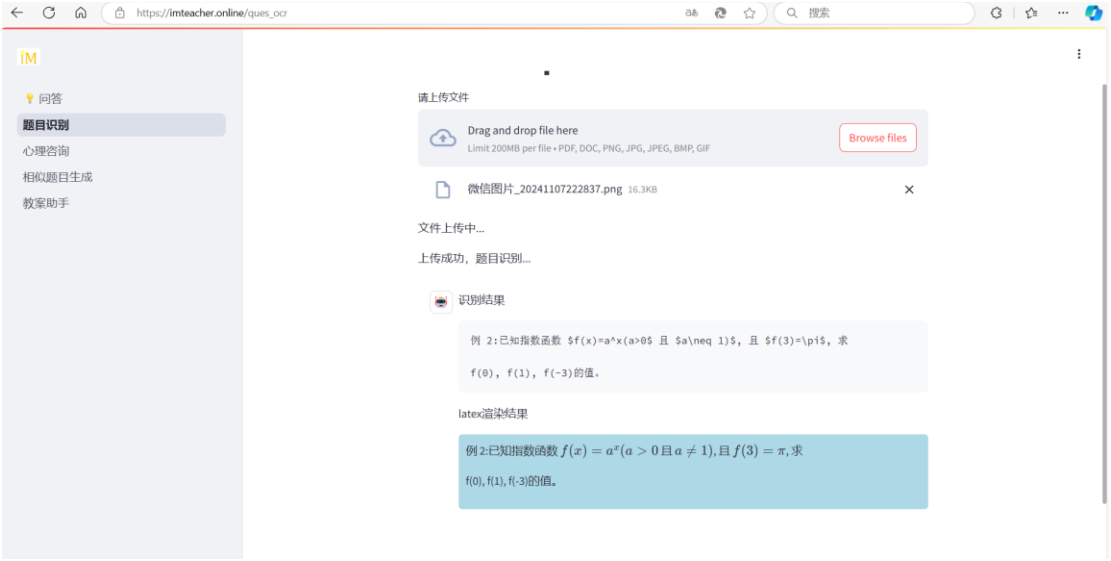 https://imteacher.online/ques_ocr
aあ
搜索
iM
问答
题目识别
心理咨询
相似题目生成
教案助手
请上传文件
Drag and drop file here
Limit 200MB per file • PDF, DOC, PNG, JPG, JPEG, BMP, GIF
Browse files
微信图片_20241107222837.png 16.3KB
文件上传中...
上传成功，题目识别...
识别结果
例 2:已知指数函数 $f(x)=a^x(a>0$ 且 $a\neq 1)$, 且 $f(3)=\pi$, 求
f(0), f(1), f(-3)的值.
latex渲染结果
例 2:已知指数函数 f(x) = aˣ(a > 0 且 a ≠ 1), 且 f(3) = π, 求
f(0), f(1), f(-3)的值。